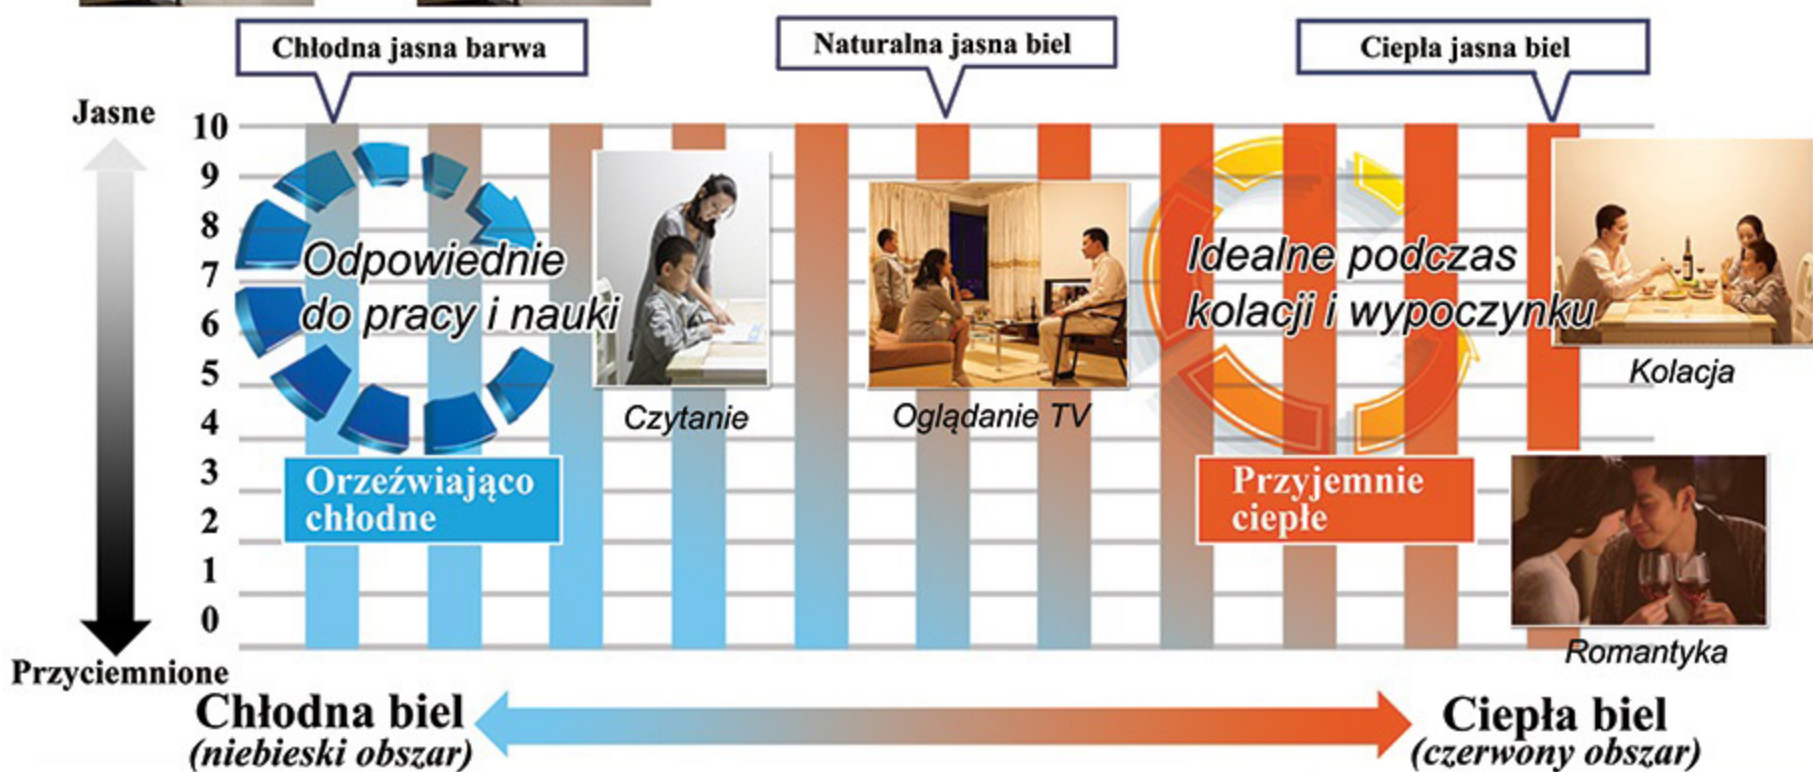 Chłodna jasna barwa
Naturalna jasna biel
Ciepła jasna biel
Jasne
10
9
8
7
6
5
4
3
2
1
0
Przyciemnione
Odpowiednie
do pracy i nauki
Czytanie
Oglądanie TV
Idealne podczas
kolacji i wypoczynku
Kolacja
Orzeźwiająco
chłodne
Przyjemnie
ciepłe
Romantyka
Chłodna biel
(niebieski obszar)
Ciepła biel
(czerwony obszar)